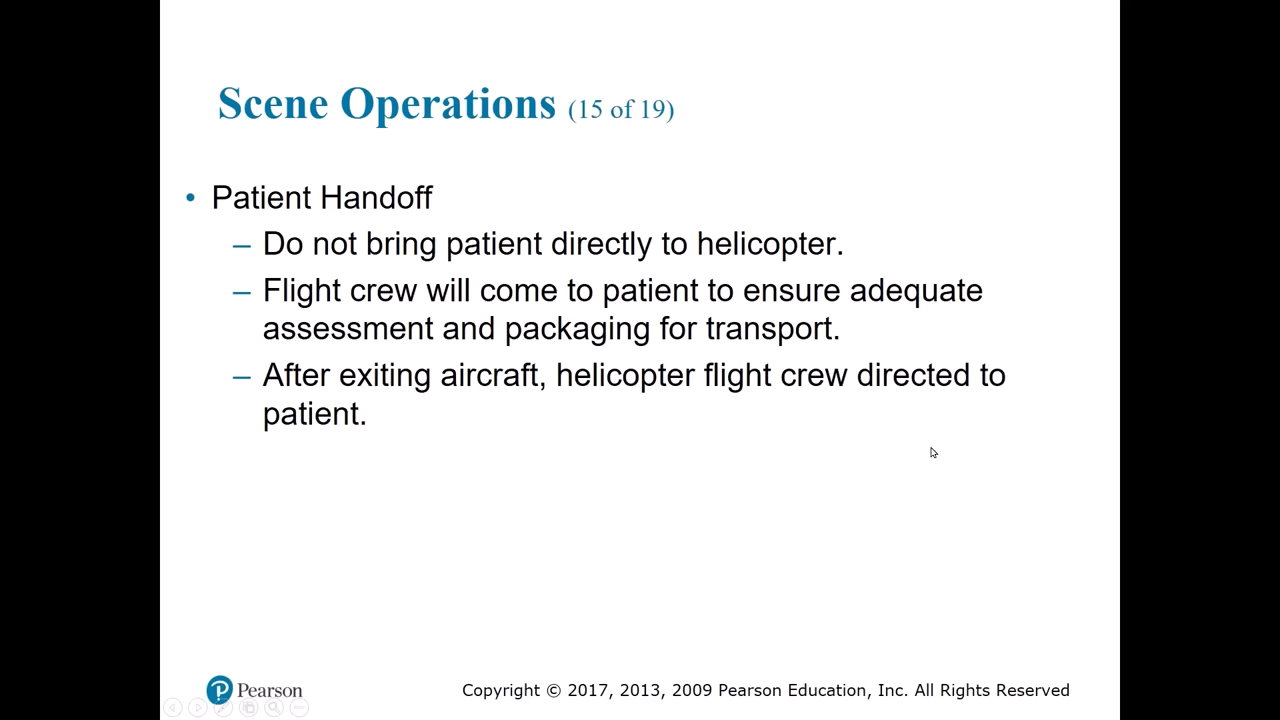 Scene Operations (15 of 19)
• Patient Handoff
– Do not bring patient directly to helicopter.
– Flight crew will come to patient to ensure adequate
assessment and packaging for transport.
– After exiting aircraft, helicopter flight crew directed to
patient.
Pearson
Copyright © 2017, 2013, 2009 Pearson Education, Inc. All Rights Reserved